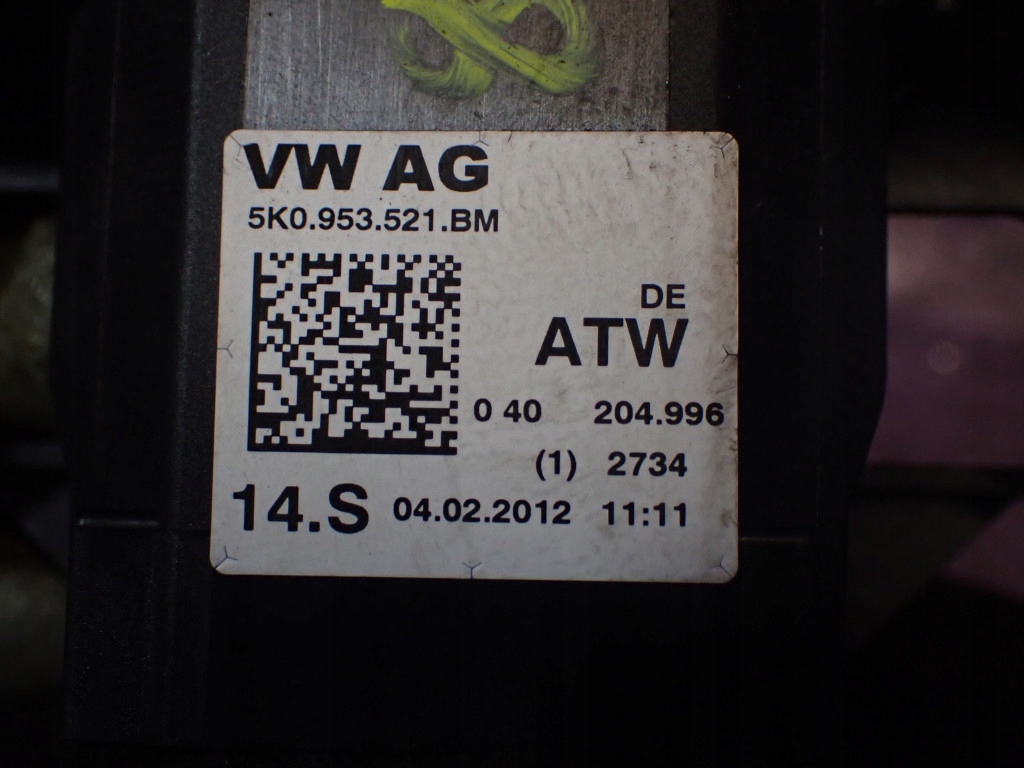 VW AG
5K0.953.521.BM
DE
ATW
0 40 204.996
(1) 2734
14.S 04.02.2012 11:11